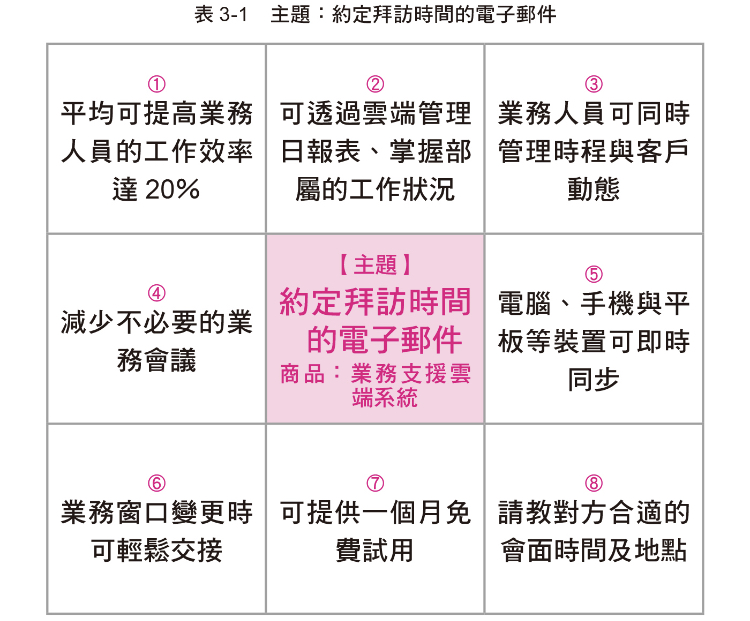 表 3-1　主題：約定拜訪時間的電子郵件
①
平均可提高業務
人員的工作效率
達 20%
②
可透過雲端管理
日報表、掌握部
屬的工作狀況
③
業務人員可同時
管理時程與客戶
動態
④
減少不必要的業
務會議
【主題】
約定拜訪時間
的電子郵件
商品：業務支援雲
端系統
⑤
電腦、手機與平
板等裝置可即時
同步
⑥
業務窗口變更時
可輕鬆交接
⑦
可提供一個月免
費試用
⑧
請教對方合適的
會面時間及地點